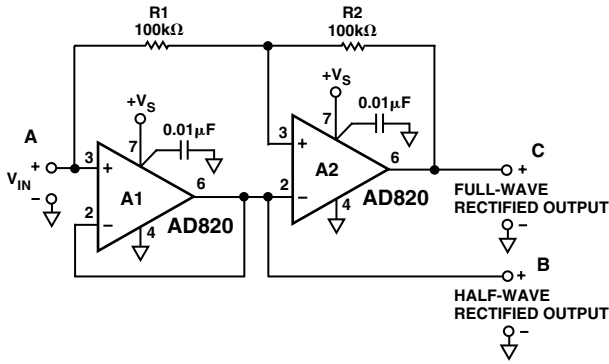 R1
100kΩ
R2
100kΩ
+VS
0.01µF
+VS
0.01µF
A
+
VIN
−
3
+
7
A1
6
2
−
4
AD820
3
+
7
A2
6
2
−
4
AD820
C
+
FULL-WAVE
RECTIFIED OUTPUT
−
B
+
HALF-WAVE
RECTIFIED OUTPUT
−